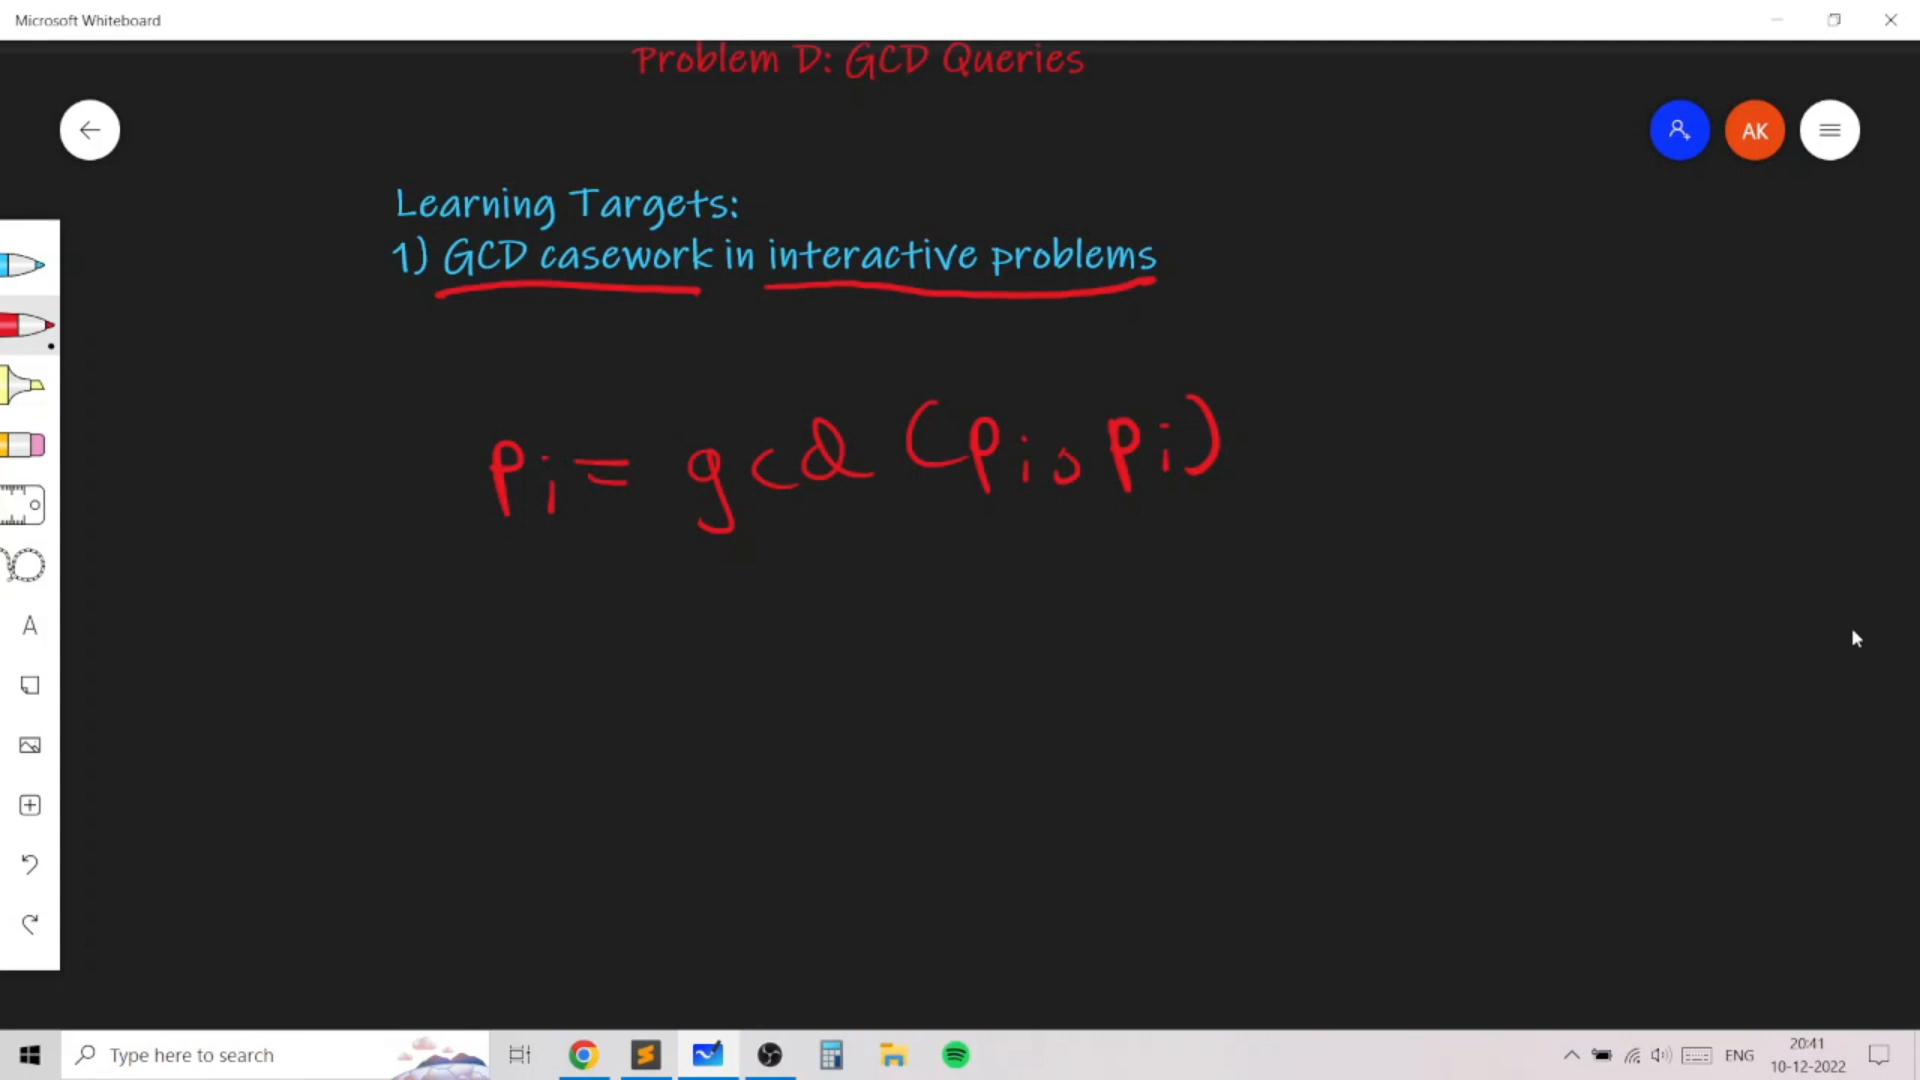 Microsoft Whiteboard
Problem D: GCD Queries
AK
Learning Targets:
1) GCD casework in interactive problems
pi = gcd (pi, pi)
A
Type here to search
ENG
20:41
10-12-2022